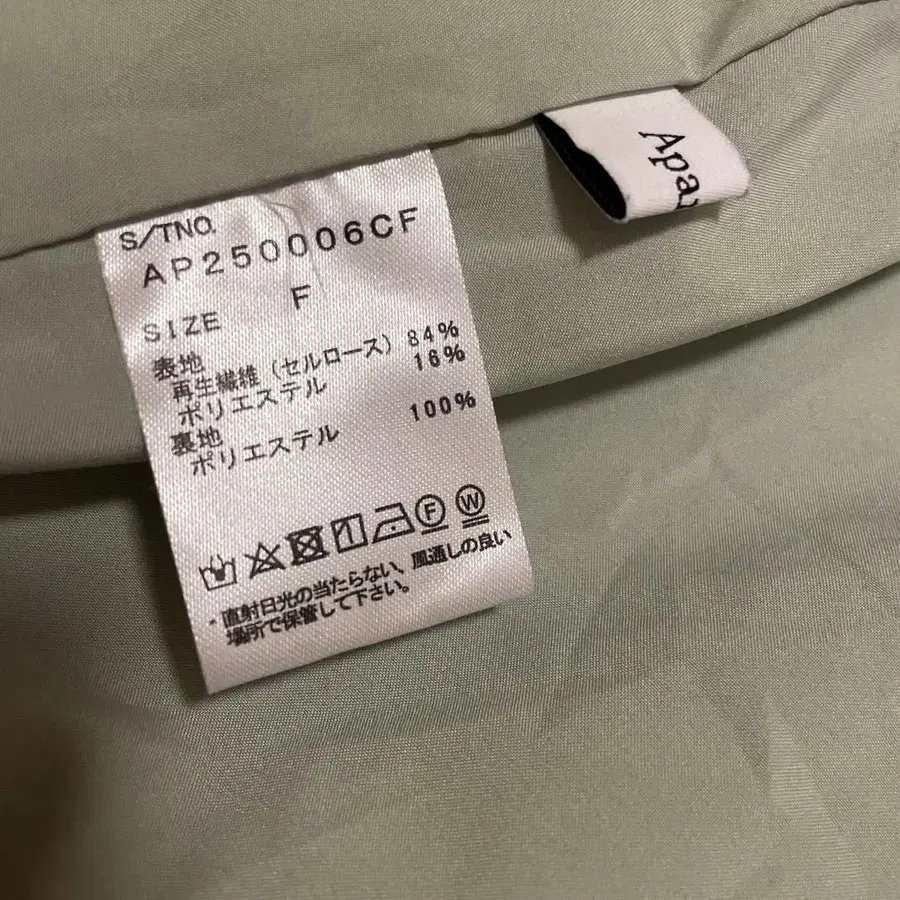 S/TNO.
AP250006CF
SIZE F
表地
再生繊維(セルロース) 84%
ポリエステル 16%
裏地
ポリエステル 100%
F W
・直射日光の当たらない、風通しの良い
場所で保管して下さい。
Apar